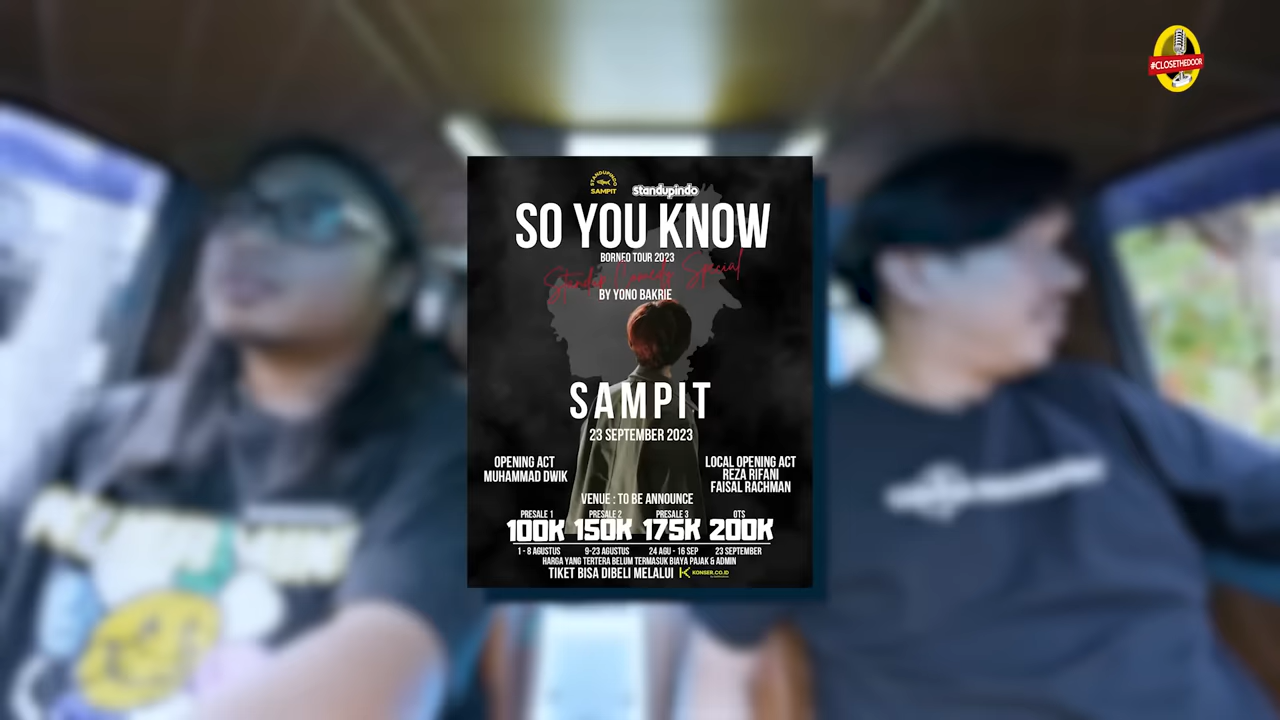 #CLOSETHEDOOR
STANDUPINDO
SAMPIT
Standupindo
SO YOU KNOW
BORNEO TOUR 2023
Standup Comedy Special
BY YONO BAKRIE
SAMPIT
23 SEPTEMBER 2023
OPENING ACT
MUHAMMAD DWIK
LOCAL OPENING ACT
REZA RIFANI
FAISAL RACHMAN
VENUE : TO BE ANNOUNCE
PRESALE 1 PRESALE 2 PRESALE 3 OTS
100K 150K 175K 200K
1 - 8 AGUSTUS 9-23 AGUSTUS 24 AGU - 16 SEP 23 SEPTEMBER
HARGA YANG TERTERA BELUM TERMASUK BIAYA PAJAK & ADMIN
TIKET BISA DIBELI MELALUI KONSER.CO.ID